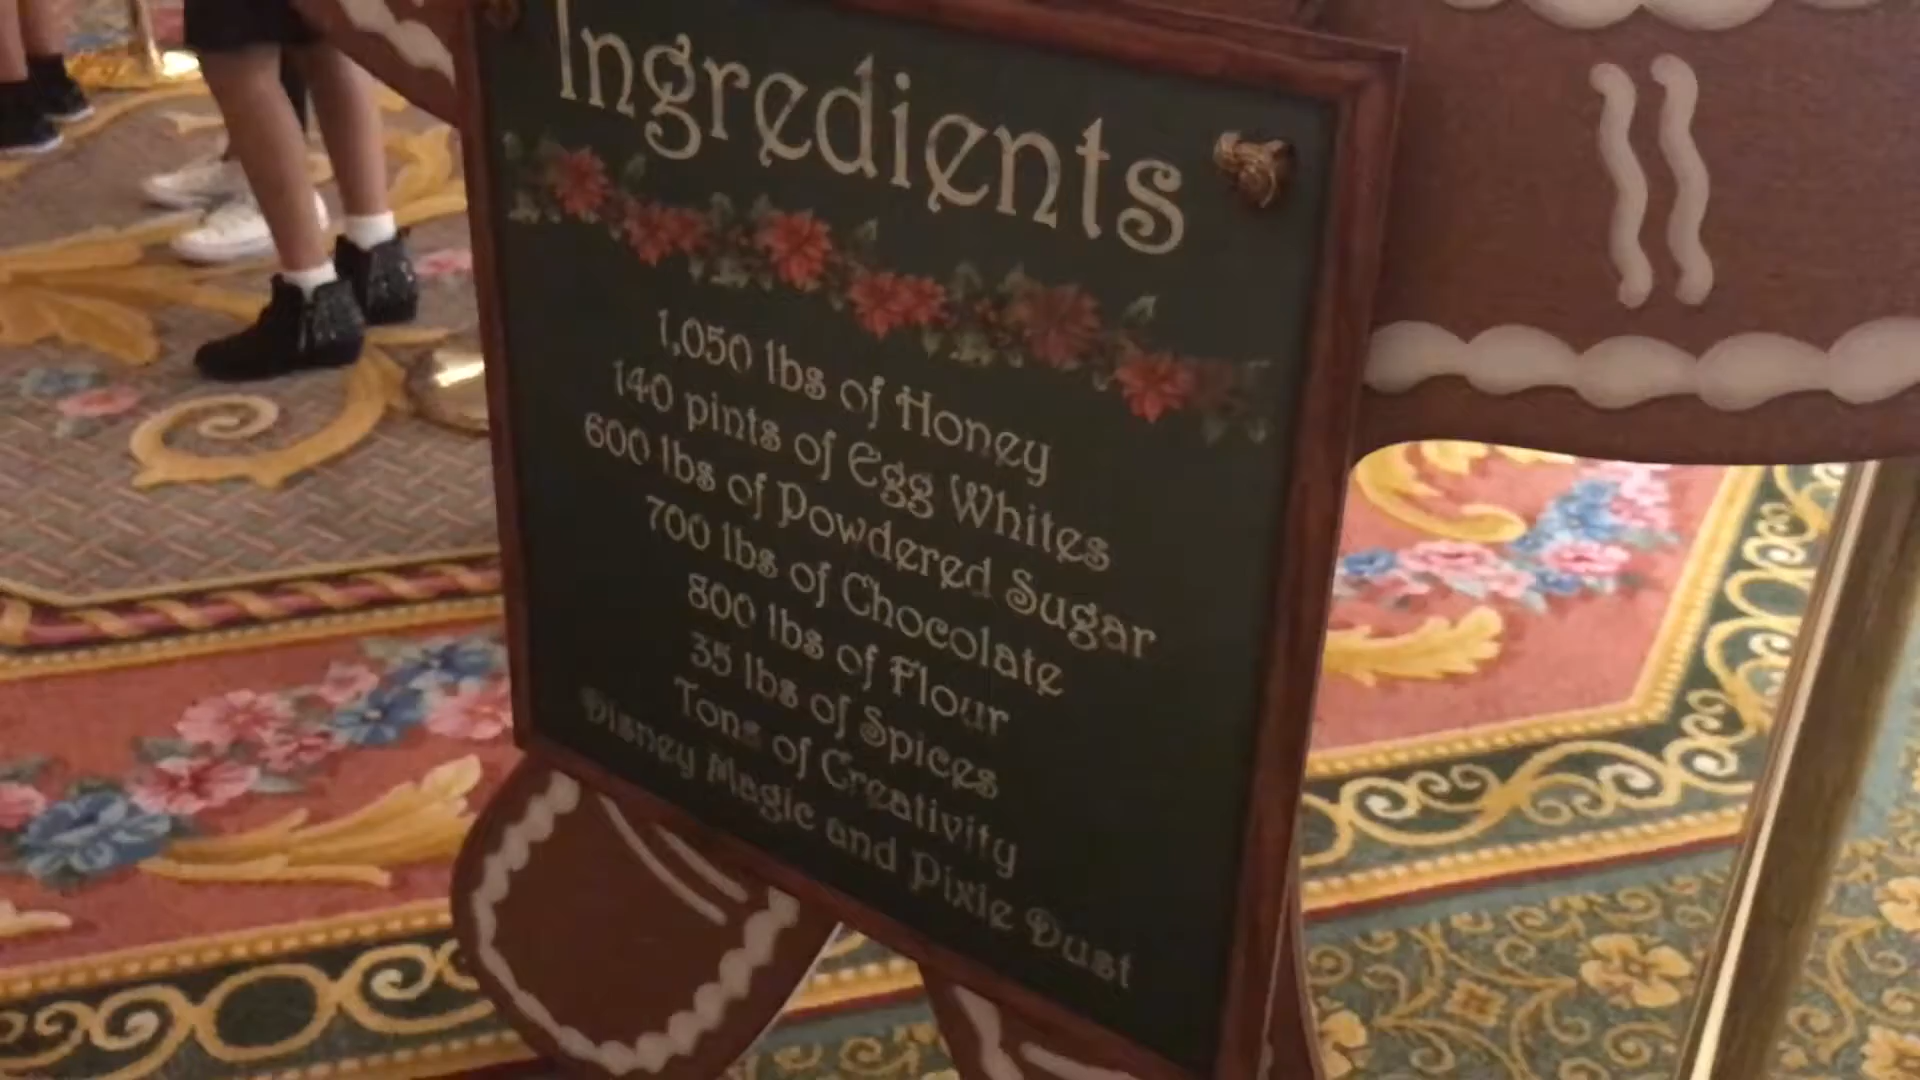 Ingredients
1,050 lbs of Honey
140 pints of Egg Whites
600 lbs of Powdered Sugar
700 lbs of Chocolate
800 lbs of Flour
35 lbs of Spices
Tons of Creativity
Disney Magic and Pixie Dust